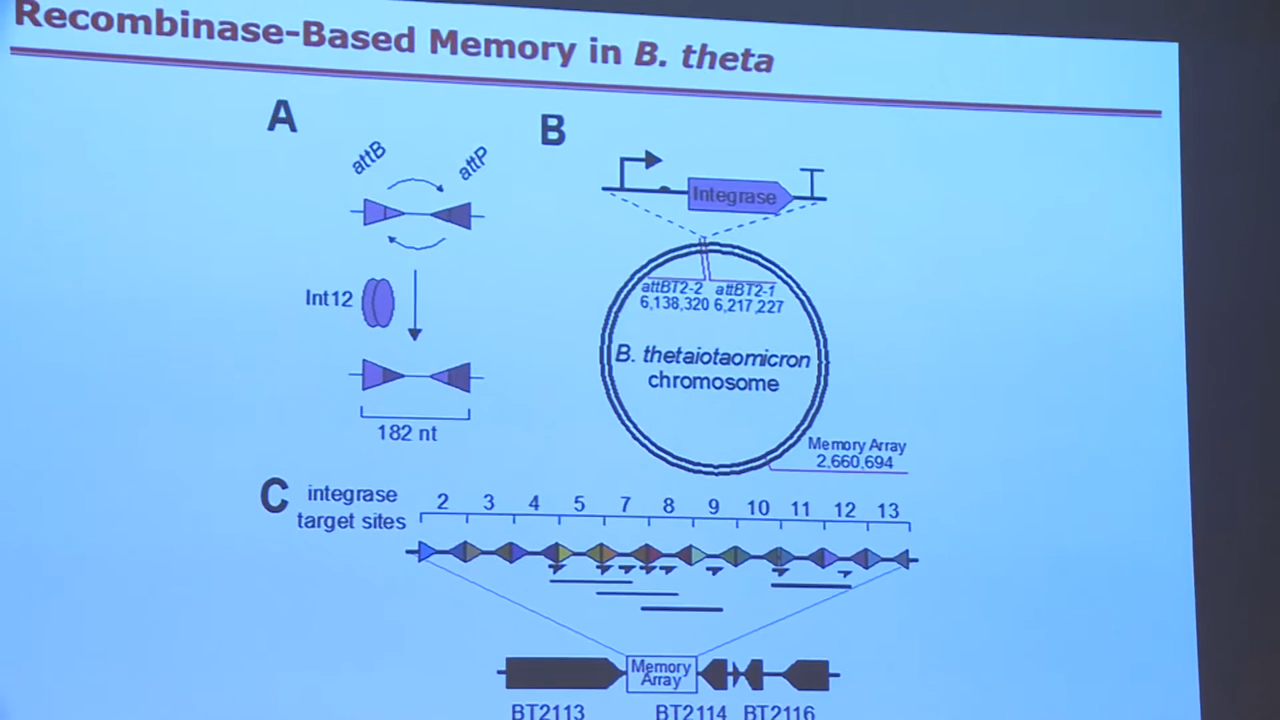 Recombinase-Based Memory in B. theta
A
B
attB
attP
Integrase
Int12
attBT2-2 attBT2-1
6,138,320 6,217,227
B. thetaiotaomicron
chromosome
182 nt
Memory Array
2,660,694
C
integrase
target sites
2 3 4 5 7 8 9 10 11 12 13
Memory
Array
BT2113 BT2114 BT2116